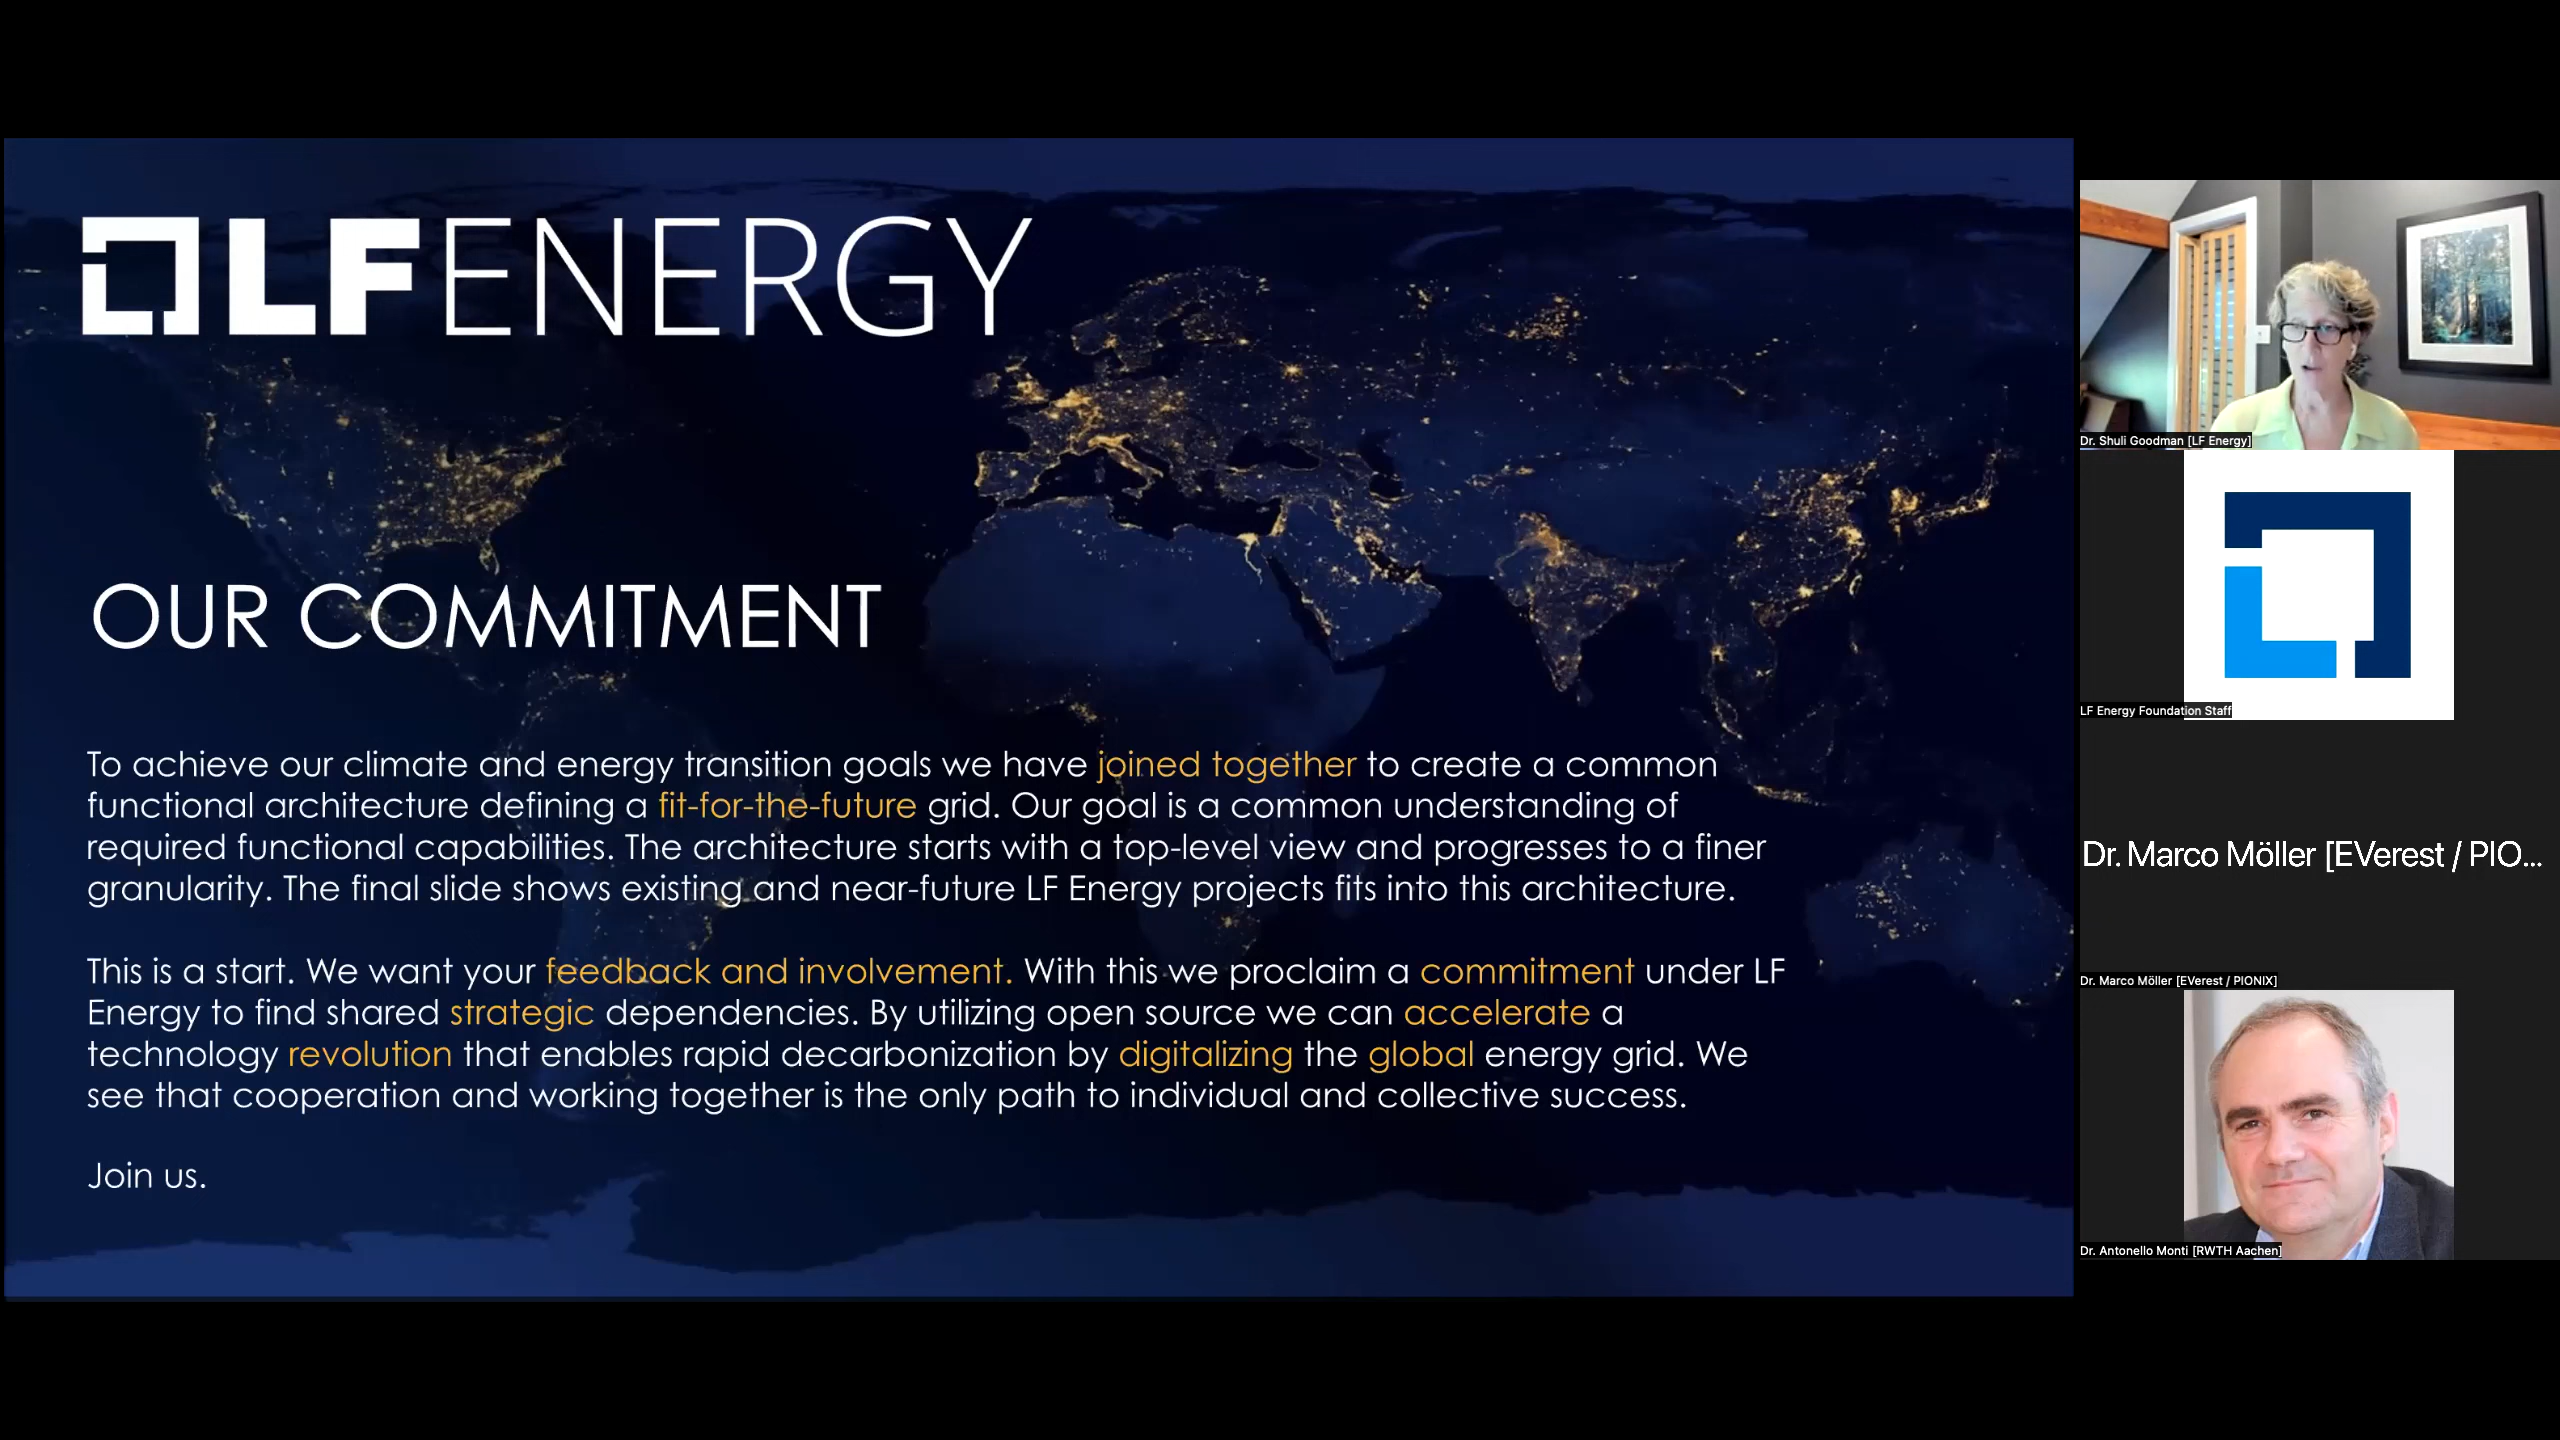 LFENERGY
OUR COMMITMENT
To achieve our climate and energy transition goals we have joined together to create a common
functional architecture defining a fit-for-the-future grid. Our goal is a common understanding of
required functional capabilities. The architecture starts with a top-level view and progresses to a finer
granularity. The final slide shows existing and near-future LF Energy projects fits into this architecture.
This is a start. We want your feedback and involvement. With this we proclaim a commitment under LF
Energy to find shared strategic dependencies. By utilizing open source we can accelerate a
technology revolution that enables rapid decarbonization by digitalizing the global energy grid. We
see that cooperation and working together is the only path to individual and collective success.
Join us.
Dr. Shuli Goodman [LF Energy]
LF Energy Foundation Staff
Dr. Marco Möller [EVerest / PIO...
Dr. Marco Möller [EVerest / PIONIX]
Dr. Antonello Monti [RWTH Aachen]